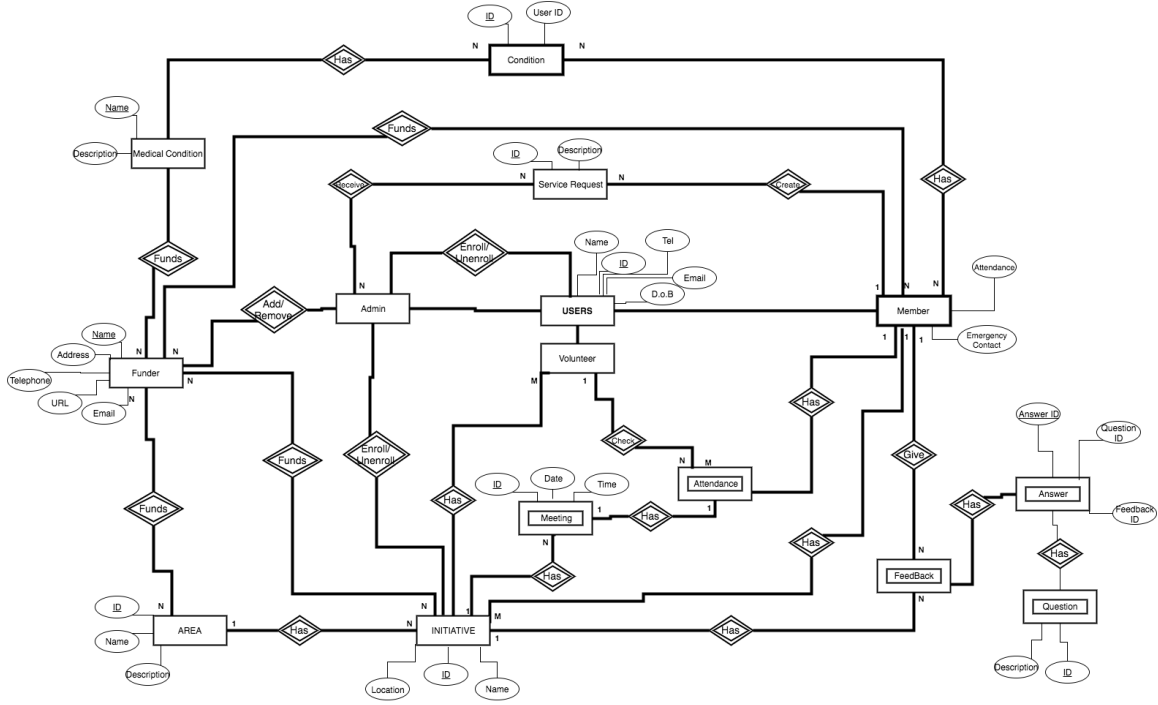 ID
User ID
N
Condition
N
Has
Name
Medical Condition
Description
Funds
ID
Description
Receive
N
Service Request
N
Create
Has
Funds
Enroll/
Unenroll
Name
Tel
ID
Email
D.o.B
Attendance
N
Add/
Remove
Admin
USERS
1
N
N
Member
Emergency
Contact
Name
Address
Telephone
URL
Email
N
N
Funder
N
N
Volunteer
M
1
1
1
1
Has
Funds
Enroll/
Unenroll
Check
Give
Answer ID
Question
ID
N
M
Attendance
ID
Date
Time
Has
Answer
Feedback
ID
Funds
Meeting
1
Has
1
Has
N
Has
Has
Has
N
FeedBack
N
Question
ID
N
N
1
M
AREA
1
Has
N
INITIATIVE
1
Has
Name
Description
Location
ID
Name
Description
ID